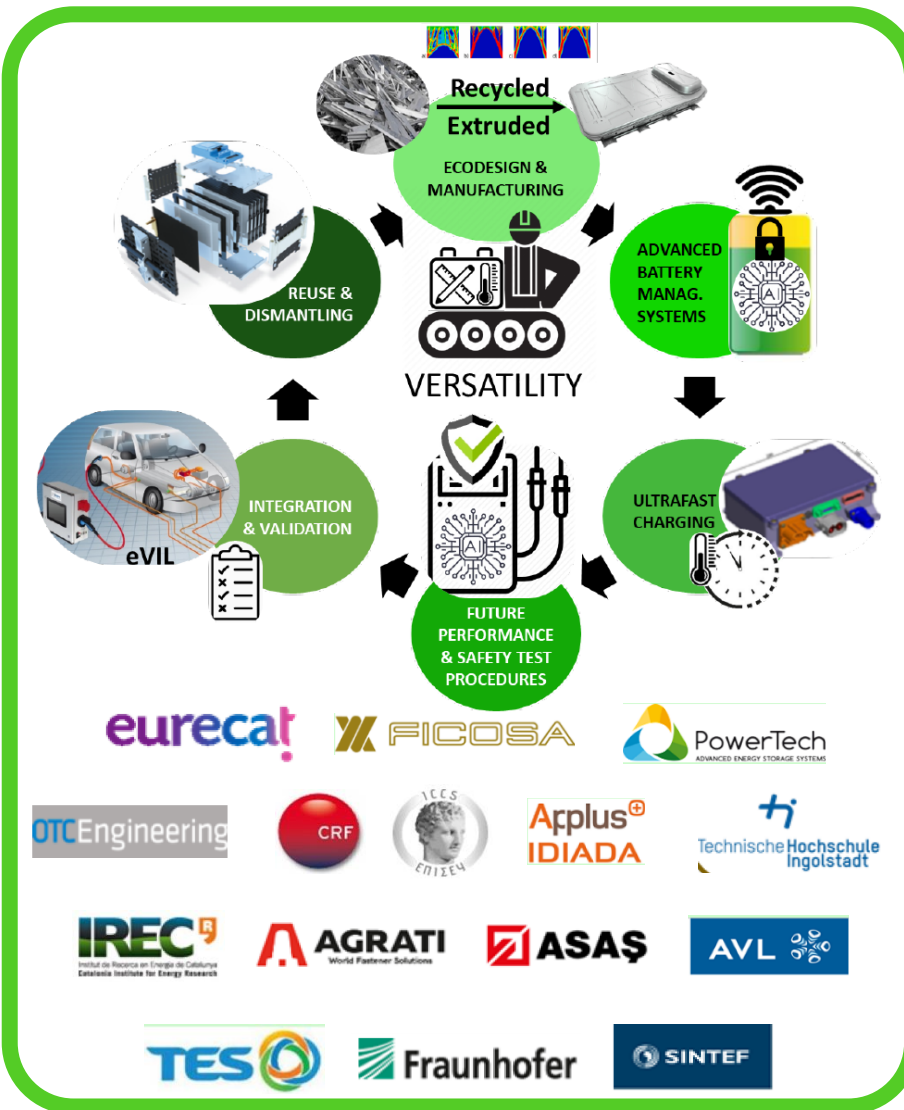 Recycled
Extruded
ECODESIGN &
MANUFACTURING
REUSE &
DISMANTLING
ADVANCED
BATTERY
MANAG.
SYSTEMS
AI
VERSATILITY
INTEGRATION
& VALIDATION
eVIL
AI
ULTRAFAST
CHARGING
FUTURE
PERFORMANCE
& SAFETY TEST
PROCEDURES
eurecat
FICOSA
PowerTech
ADVANCED ENERGY STORAGE SYSTEMS
OTCEngineering
CRF
ICCS
ΕΠΙΣΕΥ
Applus+
IDIADA
Technische Hochschule
Ingolstadt
IREC R
Institut de Recerca en Energia de Catalunya
Catalonia Institute for Energy Research
AGRATI
World Fastener Solutions
ASAŞ
AVL
TES
Fraunhofer
SINTEF